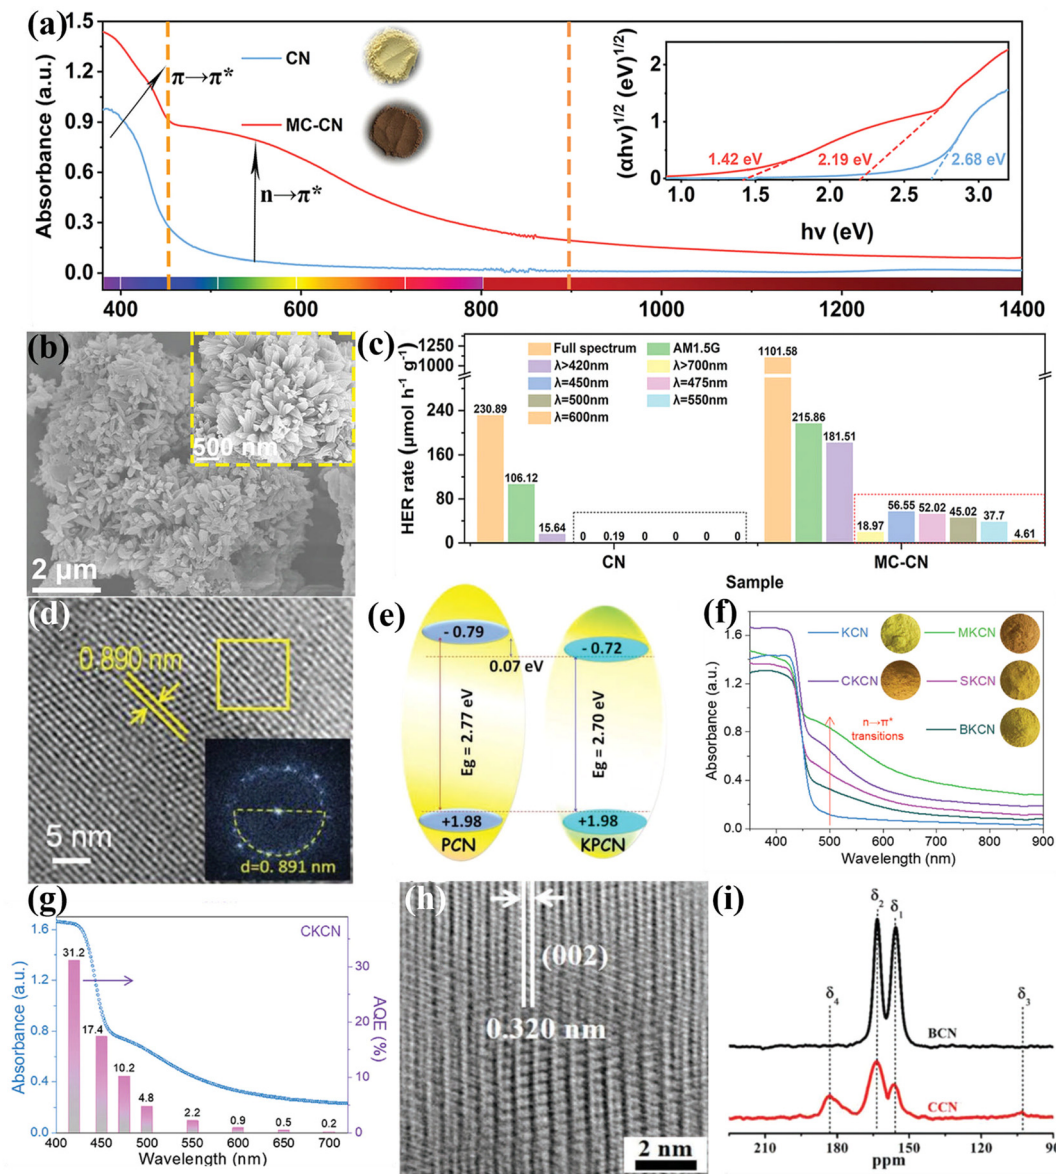 (a)
Absorbance (a.u.)
1.5
1.2
0.9
0.6
0.3
0.0
π→π*
CN
MC-CN
n→π*
400
600
800
1000
1200
1400
(αhν)1/2 (eV)1/2)
2
1
0
1.42 eV
2.19 eV
2.68 eV
1.0
1.5
2.0
2.5
3.0
hν (eV)
(b)
500 nm
2 μm
(c)
HER rate (μmol h-1 g-1)
1250
1000
240
160
80
0
Full spectrum
AM1.5G
λ>420nm
λ>700nm
λ=450nm
λ=475nm
λ=500nm
λ=550nm
λ=600nm
230.89
106.12
15.64
0
0.19
0
0
0
0
1101.58
215.86
181.51
18.97
56.55
52.02
45.02
37.7
4.61
CN
MC-CN
Sample
(d)
0.890 nm
5 nm
d=0. 891 nm
(e)
- 0.79
- 0.72
0.07 eV
Eg = 2.77 eV
Eg = 2.70 eV
+1.98
+1.98
PCN
KPCN
(f)
Absorbance (a.u.)
1.6
1.2
0.8
0.4
0.0
KCN
MKCN
CKCN
SKCN
BKCN
n→π*
transitions
400
500
600
700
800
900
Wavelength (nm)
(g)
Absorbance (a.u.)
1.6
1.2
0.8
0.4
0.0
CKCN
31.2
17.4
10.2
4.8
2.2
0.9
0.5
0.2
30
20
10
0
AQE (%)
400
450
500
550
600
650
700
Wavelength (nm)
(h)
(002)
0.320 nm
2 nm
(i)
δ2
δ1
δ4
δ3
BCN
CCN
210
180
150
120
90
ppm